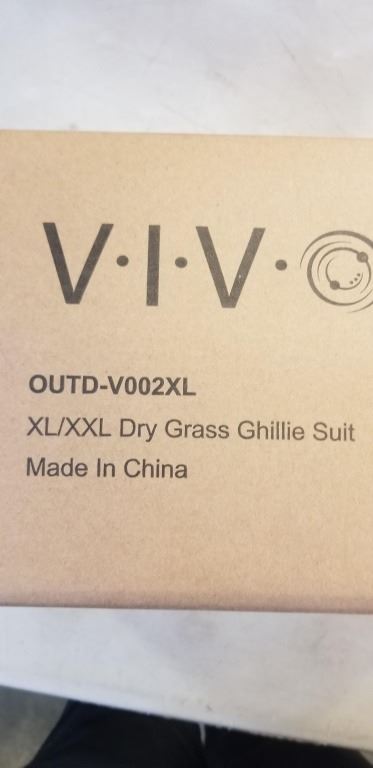 V·I·V·O
OUTD-V002XL
XL/XXL Dry Grass Ghillie Suit
Made In China